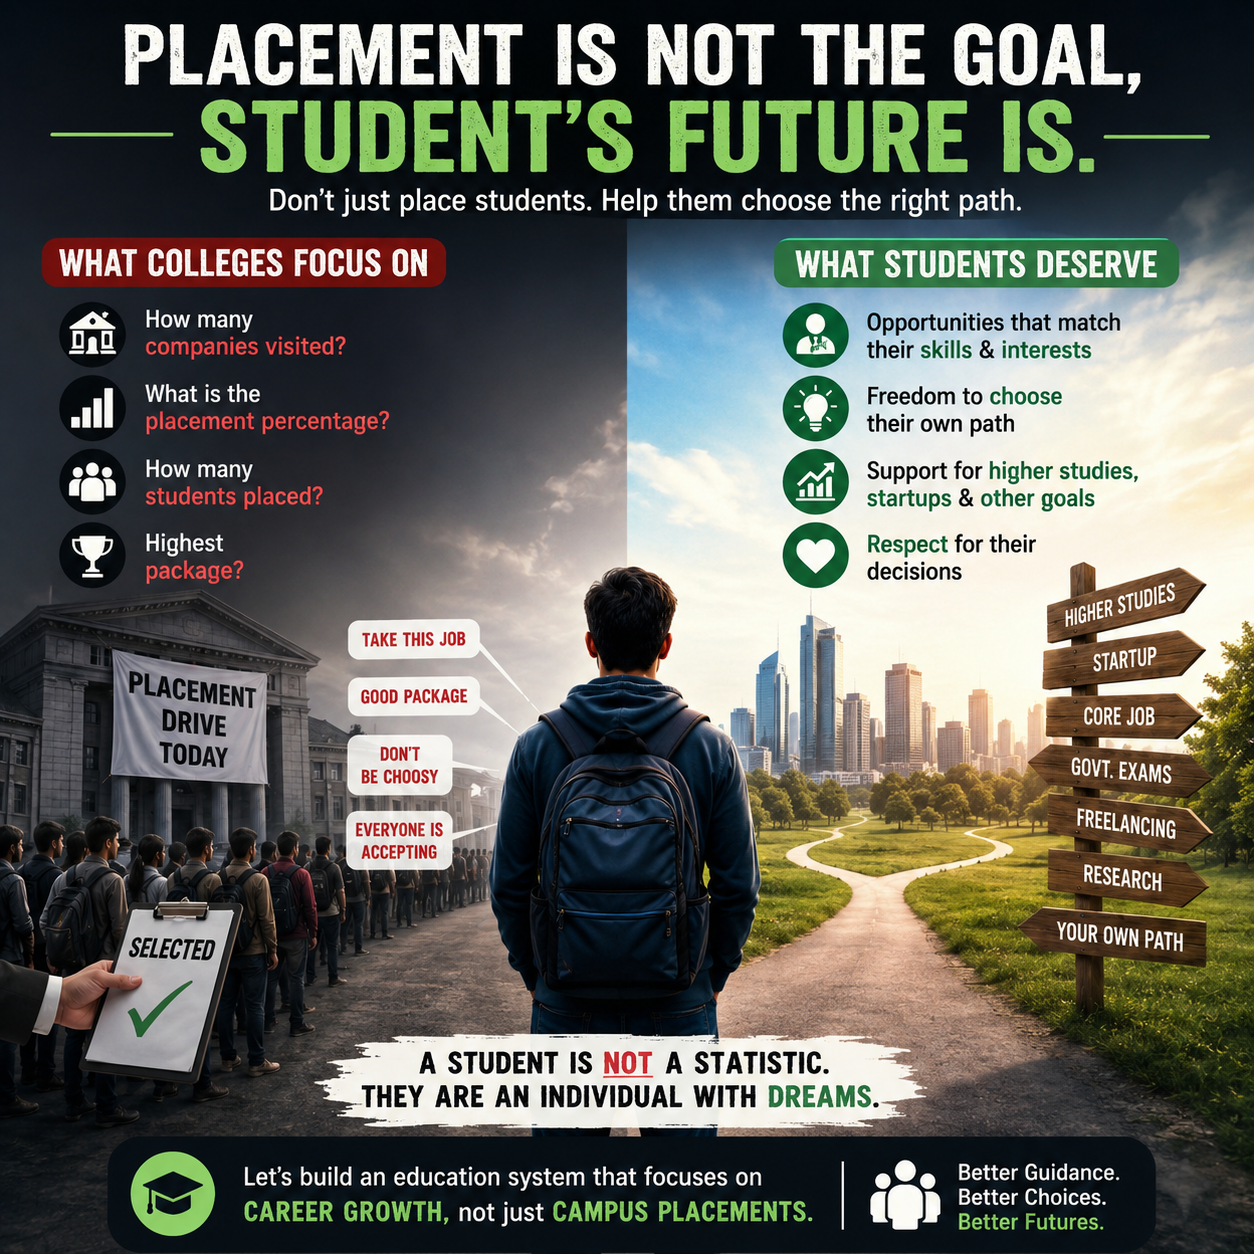 PLACEMENT IS NOT THE GOAL,
STUDENT'S FUTURE IS.
Don't just place students. Help them choose the right path.
WHAT COLLEGES FOCUS ON
How many
companies visited?
What is the
placement percentage?
How many
students placed?
Highest
package?
WHAT STUDENTS DESERVE
Opportunities that match
their skills & interests
Freedom to choose
their own path
Support for higher studies,
startups & other goals
Respect for their
decisions
PLACEMENT
DRIVE
TODAY
TAKE THIS JOB
GOOD PACKAGE
DON'T
BE CHOOSY
EVERYONE IS
ACCEPTING
HIGHER STUDIES
STARTUP
CORE JOB
GOVT. EXAMS
FREELANCING
RESEARCH
YOUR OWN PATH
SELECTED
A STUDENT IS NOT A STATISTIC.
THEY ARE AN INDIVIDUAL WITH DREAMS.
Let's build an education system that focuses on
CAREER GROWTH, not just CAMPUS PLACEMENTS.
Better Guidance.
Better Choices.
Better Futures.